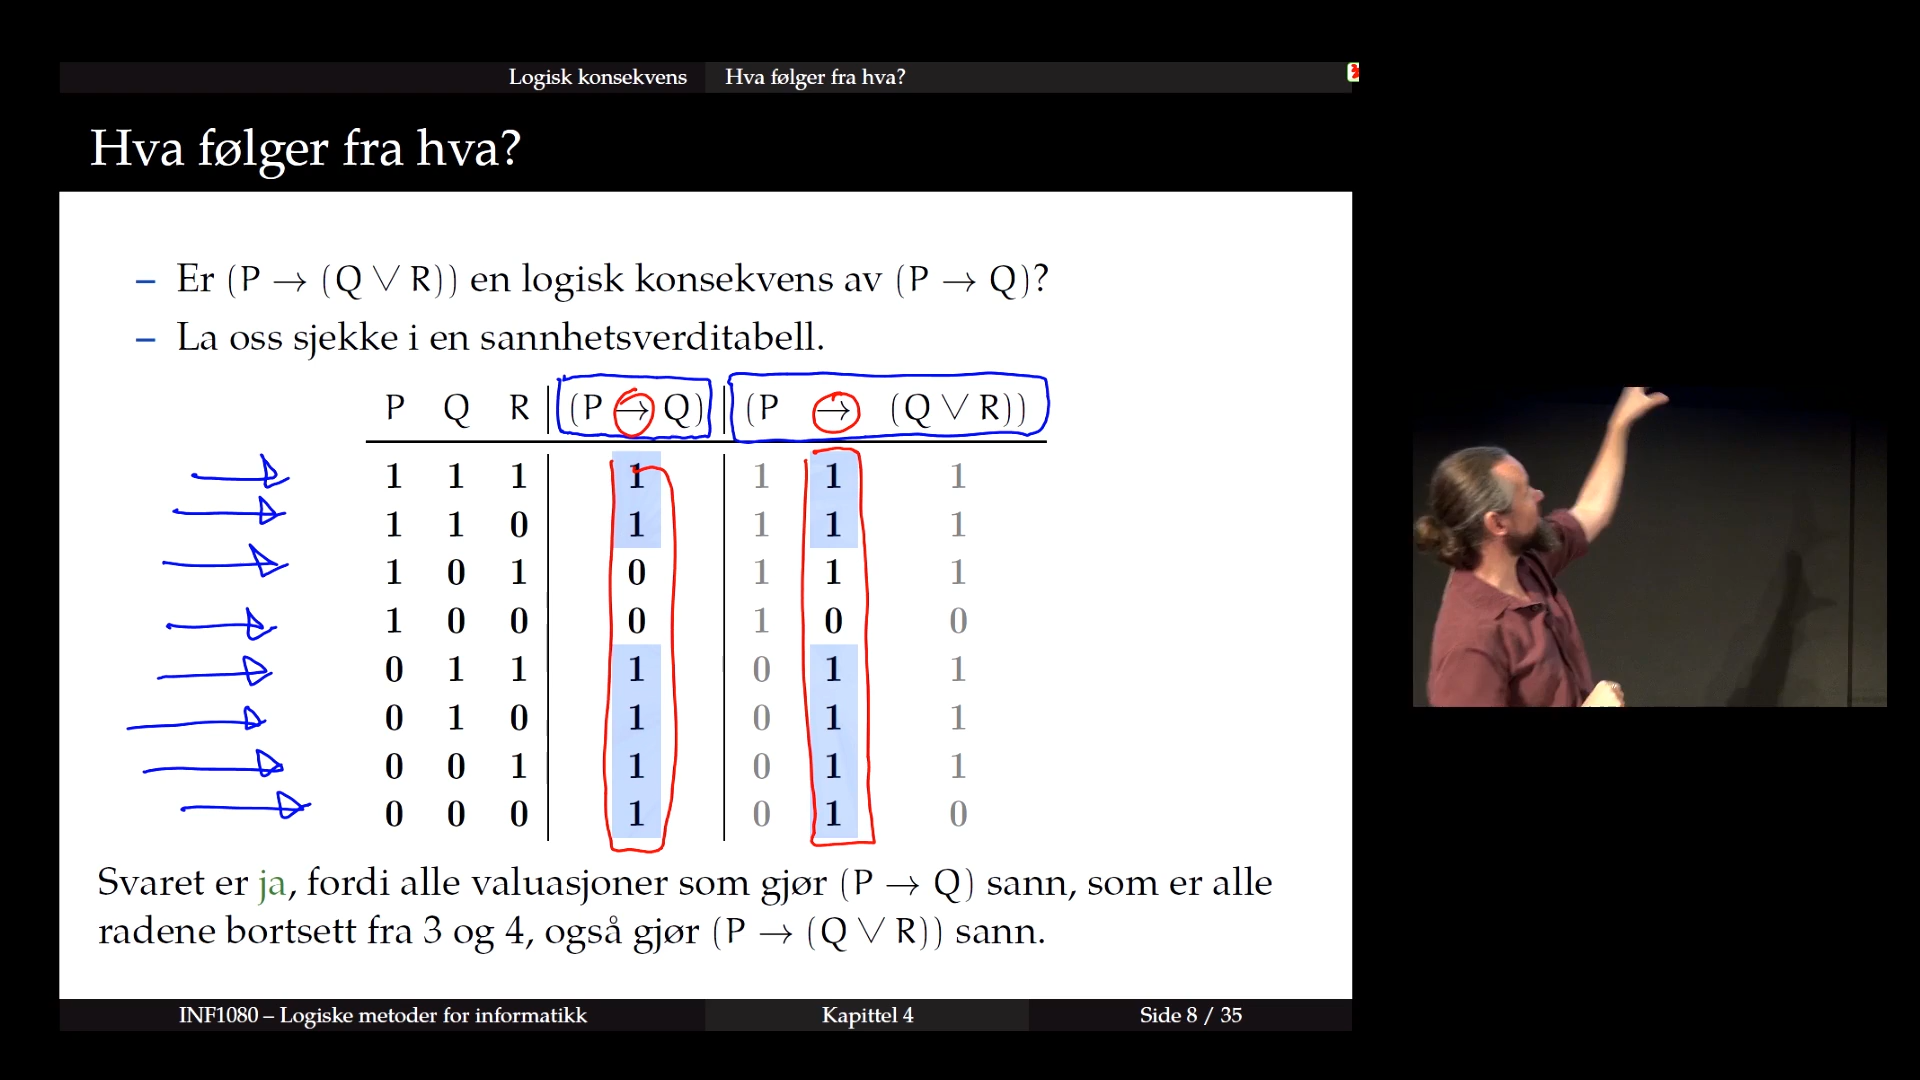 Logisk konsekvens Hva følger fra hva?
Hva følger fra hva?
– Er (P → (Q ∨ R)) en logisk konsekvens av (P → Q)?
– La oss sjekke i en sannhetsverditabell.
P Q R (P → Q) (P → (Q ∨ R))
1 1 1 1 1 1 1
1 1 0 1 1 1 1
1 0 1 0 1 1 1
1 0 0 0 1 0 0
0 1 1 1 0 1 1
0 1 0 1 0 1 1
0 0 1 1 0 1 1
0 0 0 1 0 1 0
Svaret er ja, fordi alle valuasjoner som gjør (P → Q) sann, som er alle
radene bortsett fra 3 og 4, også gjør (P → (Q ∨ R)) sann.
INF1080 – Logiske metoder for informatikk Kapittel 4 Side 8 / 35